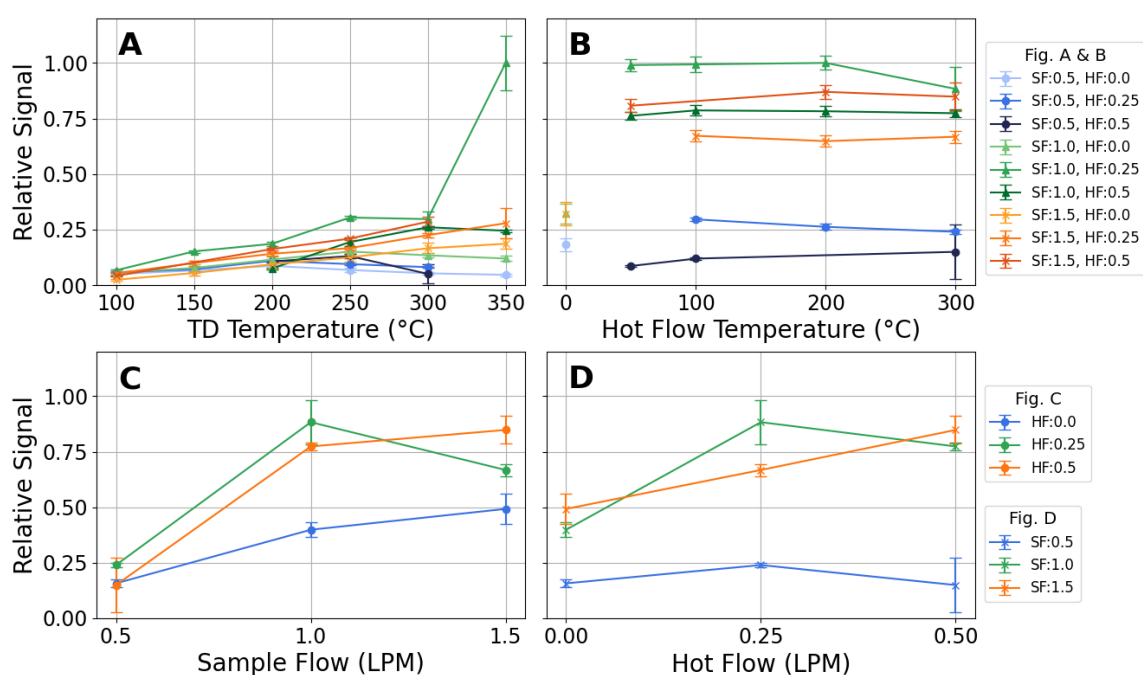 A
B
1.00
0.75
0.50
0.25
0.00
Relative Signal
100 150 200 250 300 350
TD Temperature (°C)
0 100 200 300
Hot Flow Temperature (°C)
Fig. A & B
SF:0.5, HF:0.0
SF:0.5, HF:0.25
SF:0.5, HF:0.5
SF:1.0, HF:0.0
SF:1.0, HF:0.25
SF:1.0, HF:0.5
SF:1.5, HF:0.0
SF:1.5, HF:0.25
SF:1.5, HF:0.5
C
D
1.00
0.75
0.50
0.25
0.00
Relative Signal
0.5 1.0 1.5
Sample Flow (LPM)
0.00 0.25 0.50
Hot Flow (LPM)
Fig. C
HF:0.0
HF:0.25
HF:0.5
Fig. D
SF:0.5
SF:1.0
SF:1.5